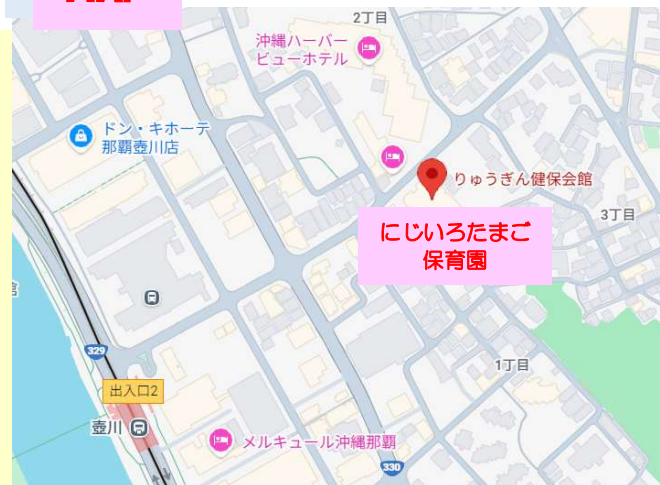 2丁目
沖縄ハーバー
ビューホテル
ドン・キホーテ
那覇壺川店
りゅうぎん健保会館
3丁目
にじいろたまご
保育園
329
1丁目
出入口2
壺川
メルキュール沖縄那覇
330